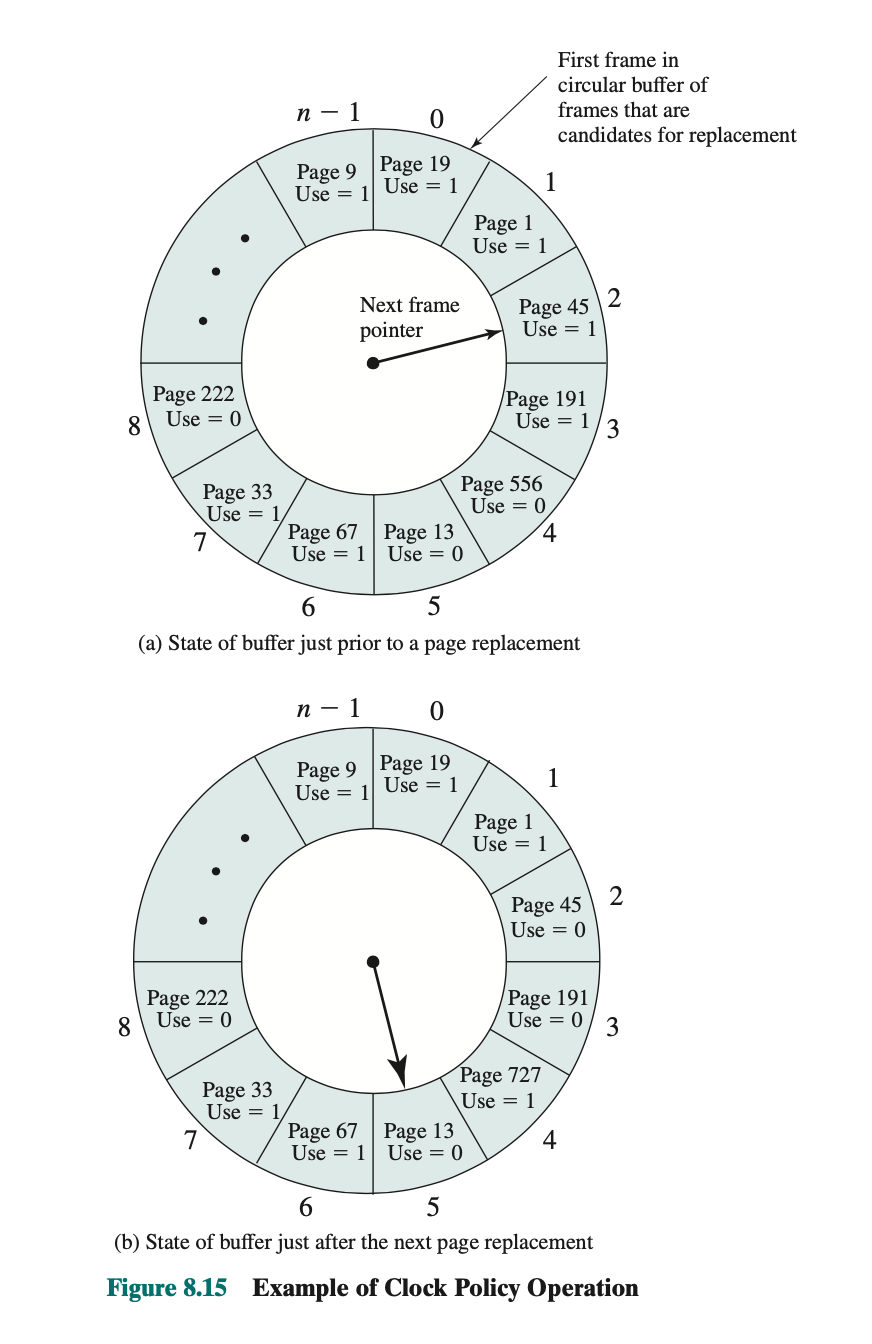 First frame in
circular buffer of
frames that are
candidates for replacement
n − 1
0
Page 9
Use = 1
Page 19
Use = 1
1
Page 1
Use = 1
2
Page 45
Use = 1
Next frame
pointer
Page 191
Use = 1
3
Page 556
Use = 0
4
Page 13
Use = 0
5
Page 67
Use = 1
6
Page 33
Use = 1
7
Page 222
Use = 0
8
(a) State of buffer just prior to a page replacement
n − 1
0
Page 9
Use = 1
Page 19
Use = 1
1
Page 1
Use = 1
2
Page 45
Use = 0
Page 191
Use = 0
3
Page 727
Use = 1
4
Page 13
Use = 0
5
Page 67
Use = 1
6
Page 33
Use = 1
7
Page 222
Use = 0
8
(b) State of buffer just after the next page replacement
Figure 8.15 Example of Clock Policy Operation